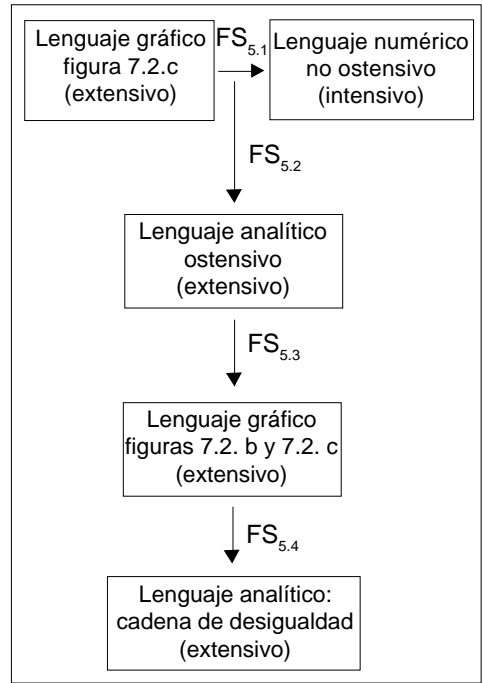 Lenguaje gráfico
figura 7.2.c
(extensivo)
FS5.1
Lenguaje numérico
no ostensivo
(intensivo)
FS5.2
Lenguaje analítico
ostensivo
(extensivo)
FS5.3
Lenguaje gráfico
figuras 7.2. b y 7.2. c
(extensivo)
FS5.4
Lenguaje analítico:
cadena de desigualdad
(extensivo)